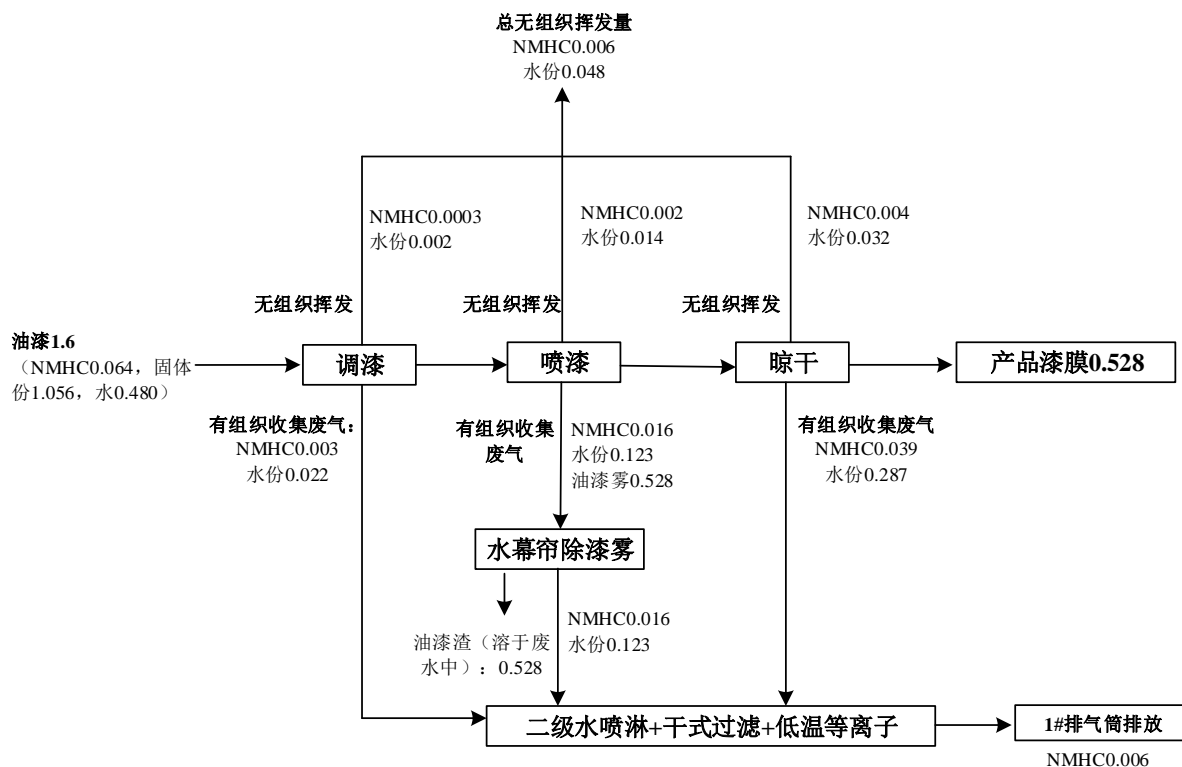 总无组织挥发量
NMHC0.006
水份0.048
NMHC0.0003
水份0.002
NMHC0.002
水份0.014
NMHC0.004
水份0.032
无组织挥发
无组织挥发
无组织挥发
油漆1.6
（NMHC0.064，固体
份1.056，水0.480）
调漆
喷漆
晾干
产品漆膜0.528
有组织收集废气：
NMHC0.003
水份0.022
有组织收集
废气
NMHC0.016
水份0.123
油漆雾0.528
有组织收集废气
NMHC0.039
水份0.287
水幕帘除漆雾
油漆渣（溶于废
水中）：0.528
NMHC0.016
水份0.123
二级水喷淋+干式过滤+低温等离子
1#排气筒排放
NMHC0.006